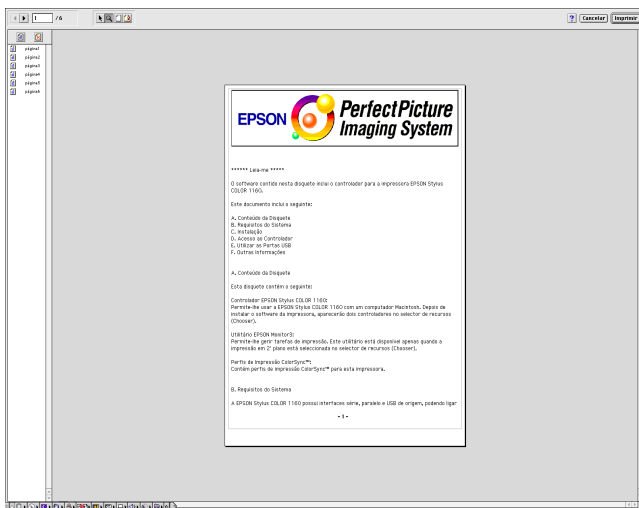 1 / 6
? Cancelar Imprimir
página1
página2
página3
página4
página5
página6
EPSON PerfectPicture
Imaging System
****** Leia-me *****
O software contido nesta disquete inclui o controlador para a impressora EPSON Stylus
COLOR 1160.
Este documento inclui o seguinte:
A. Conteúdo da Disquete
B. Requisitos do Sistema
C. Instalação
D. Acesso ao Controlador
E. Utilizar as Portas USB
F. Outras Informações
A. Conteúdo da Disquete
Esta disquete contém o seguinte:
Controlador EPSON Stylus COLOR 1160:
Permite-lhe usar a EPSON Stylus COLOR 1160 com um computador Macintosh. Depois de
instalar o software da impressora, aparecerão dois controladores no selector de recursos
(Chooser).
Utilitário EPSON Monitor3:
Permite-lhe gerir tarefas de impressão. Este utilitário está disponível apenas quando a
impressão em 2º plano está seleccionada no selector de recursos (Chooser).
Perfis de Impressão ColorSync™:
Contém perfis de impressão ColorSync™ para esta impressora.
B. Requisitos do Sistema
A EPSON Stylus COLOR 1160 possui interfaces série, paralelo e USB de origem, podendo ligar
- 1 -